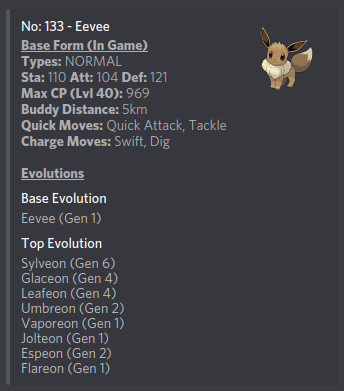 No: 133 - Eevee
Base Form (In Game)
Types: NORMAL
Sta: 110 Att: 104 Def: 121
Max CP (Lvl 40): 969
Buddy Distance: 5km
Quick Moves: Quick Attack, Tackle
Charge Moves: Swift, Dig
Evolutions
Base Evolution
Eevee (Gen 1)
Top Evolution
Sylveon (Gen 6)
Glaceon (Gen 4)
Leafeon (Gen 4)
Umbreon (Gen 2)
Vaporeon (Gen 1)
Jolteon (Gen 1)
Espeon (Gen 2)
Flareon (Gen 1)